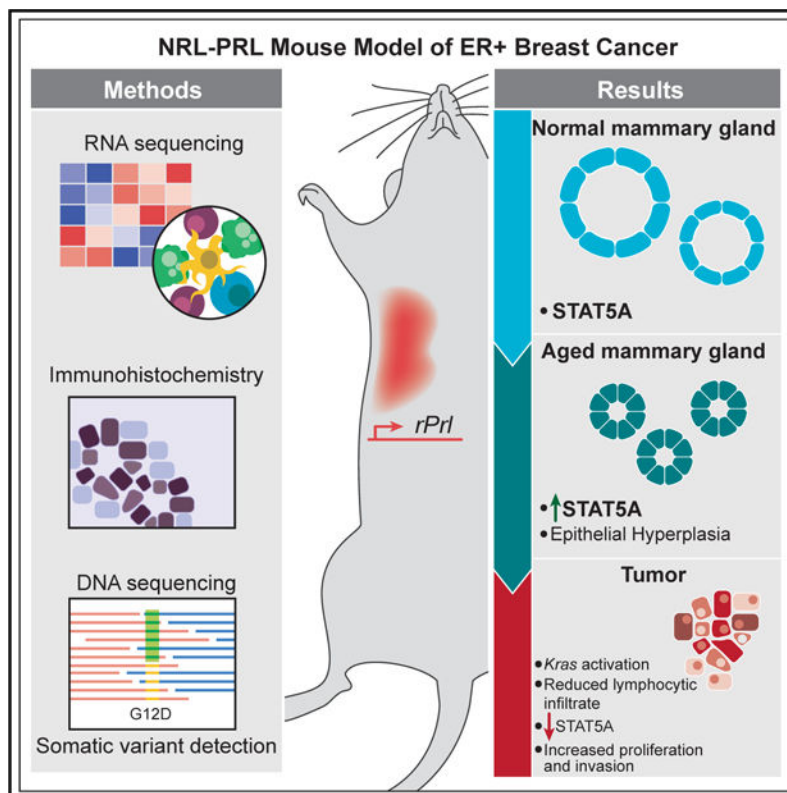 NRL-PRL Mouse Model of ER+ Breast Cancer
Methods
RNA sequencing
Immunohistochemistry
DNA sequencing
G12D
Somatic variant detection
rPrl
Results
Normal mammary gland
• STAT5A
Aged mammary gland
• ↑STAT5A
• Epithelial Hyperplasia
Tumor
• Kras activation
• Reduced lymphocytic
infiltrate
• ↓STAT5A
• Increased proliferation
and invasion